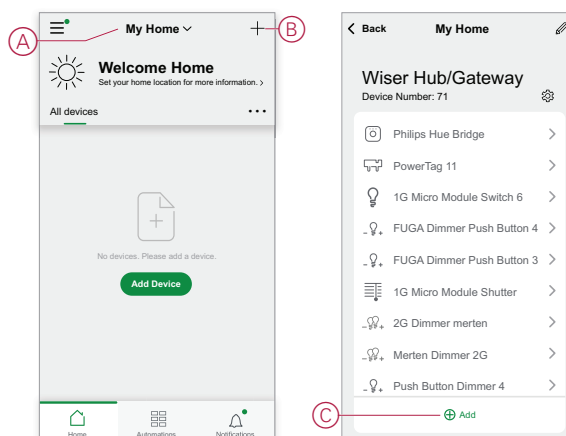 My Home
Welcome Home
Set your home location for more information. >
All devices
No devices. Please add a device.
Add Device
Home
Automations
Notifications
A
B
Back
My Home
Wiser Hub/Gateway
Device Number: 71
Philips Hue Bridge
PowerTag 11
1G Micro Module Switch 6
FUGA Dimmer Push Button 4
FUGA Dimmer Push Button 3
1G Micro Module Shutter
2G Dimmer merten
Merten Dimmer 2G
Push Button Dimmer 4
Add
C